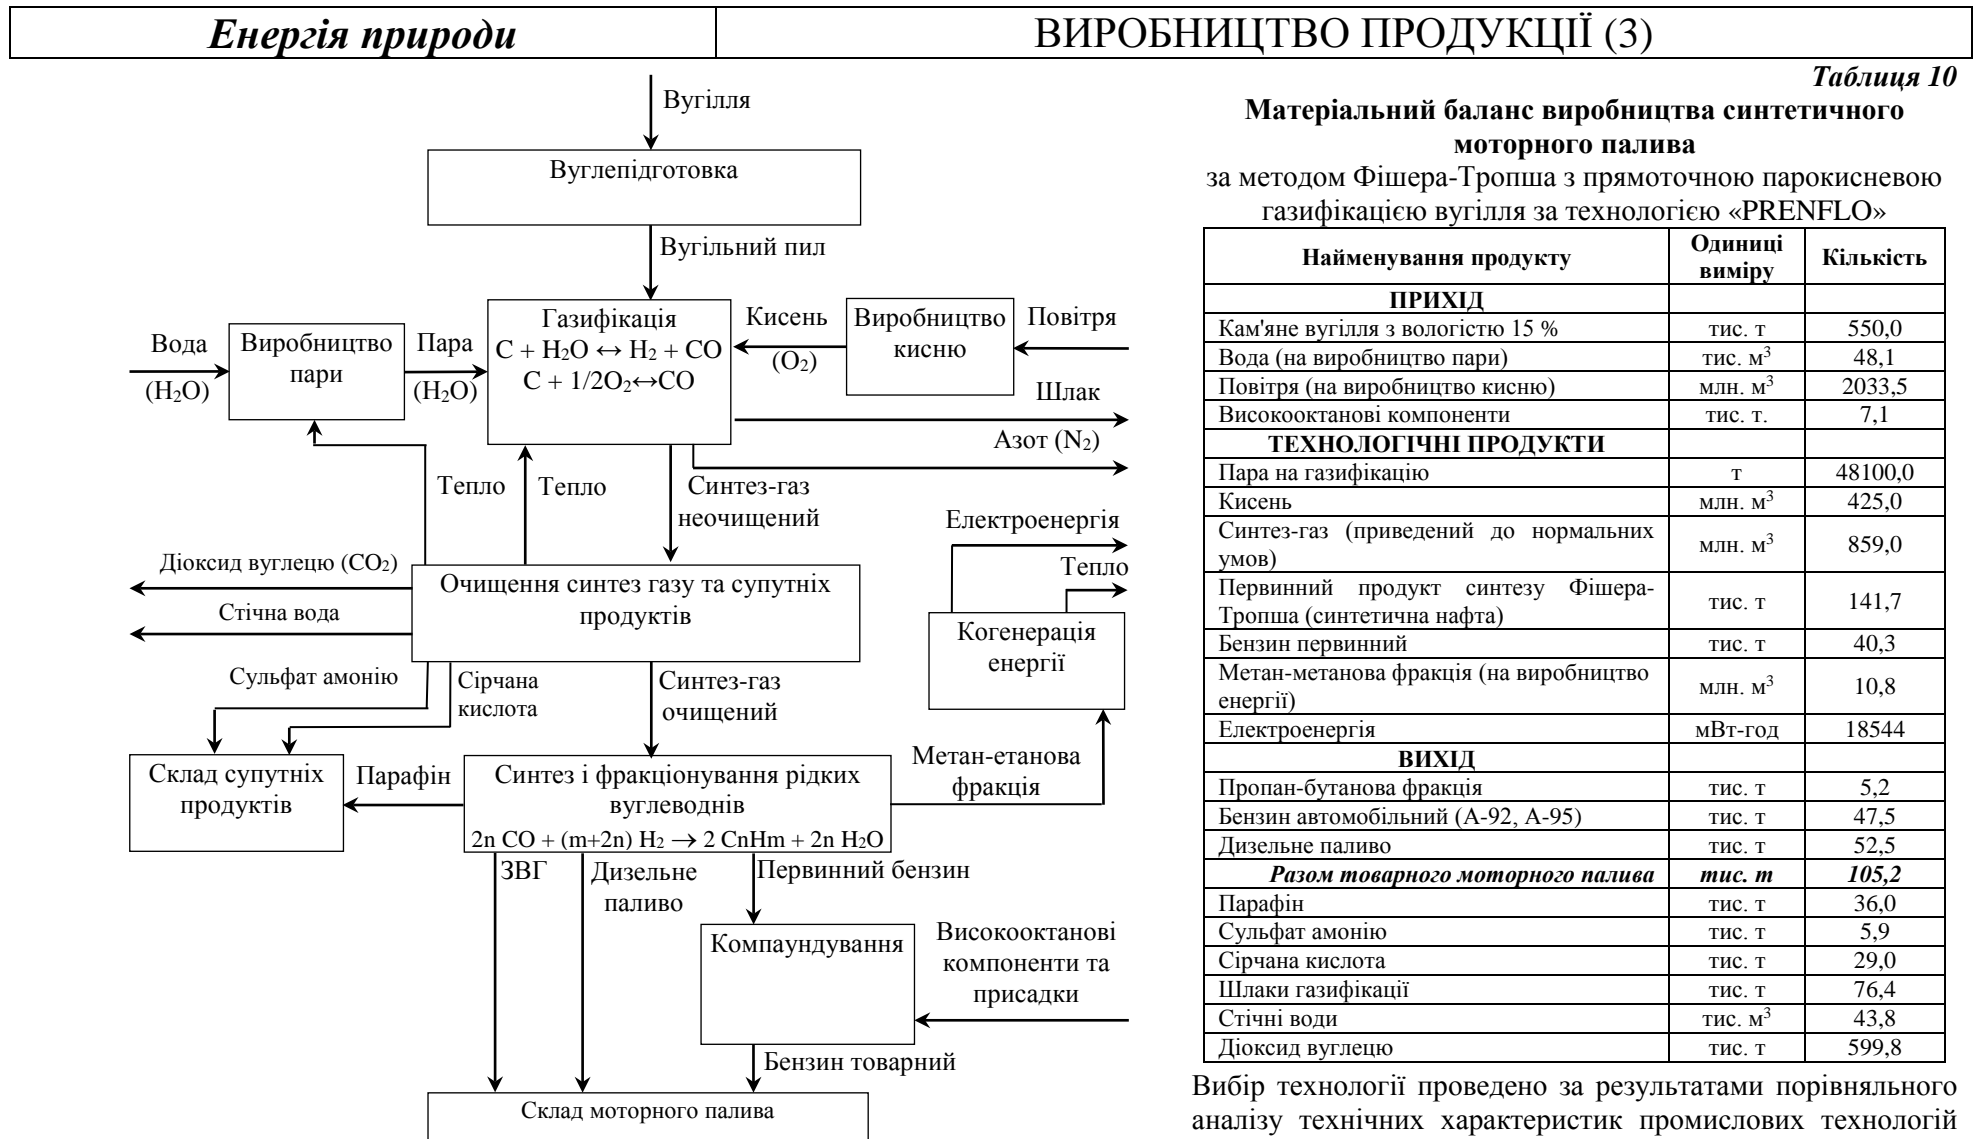 Енергія природи
ВИРОБНИЦТВО ПРОДУКЦІЇ (3)
Вугілля
Вуглепідготовка
Вугільний пил
Вода
(H2O)
Виробництво
пари
Пара
(H2O)
Газифікація
C + H2O ↔ H2 + CO
C + 1/2O2↔CO
Кисень
(O2)
Виробництво
кисню
Повітря
Шлак
Азот (N2)
Тепло
Тепло
Синтез-газ
неочищений
Електроенергія
Тепло
Діоксид вуглецю (CO2)
Стічна вода
Очищення синтез газу та супутніх
продуктів
Когенерація
енергії
Сульфат амонію
Сірчана
кислота
Синтез-газ
очищений
Метан-етанова
фракція
Склад супутніх
продуктів
Парафін
Синтез і фракціонування рідких
вуглеводнів
2n CO + (m+2n) H2 → 2 CnHm + 2n H2O
ЗВГ
Дизельне
паливо
Первинний бензин
Компаундування
Високооктанові
компоненти та
присадки
Бензин товарний
Склад моторного палива
Таблиця 10
Матеріальний баланс виробництва синтетичного
моторного палива
за методом Фішера-Тропша з прямоточною парокисневою
газифікацією вугілля за технологією «PRENFLO»
Найменування продукту Одиниці виміру Кількість
ПРИХІД
Кам'яне вугілля з вологістю 15 % тис. т 550,0
Вода (на виробництво пари) тис. м3 48,1
Повітря (на виробництво кисню) млн. м3 2033,5
Високооктанові компоненти тис. т. 7,1
ТЕХНОЛОГІЧНІ ПРОДУКТИ
Пара на газифікацію т 48100,0
Кисень млн. м3 425,0
Синтез-газ (приведений до нормальних
умов) млн. м3 859,0
Первинний продукт синтезу Фішера-
Тропша (синтетична нафта) тис. т 141,7
Бензин первинний тис. т 40,3
Метан-метанова фракція (на виробництво
енергії) млн. м3 10,8
Електроенергія мВт-год 18544
ВИХІД
Пропан-бутанова фракція тис. т 5,2
Бензин автомобільний (А-92, А-95) тис. т 47,5
Дизельне паливо тис. т 52,5
Разом товарного моторного палива тис. т 105,2
Парафін тис. т 36,0
Сульфат амонію тис. т 5,9
Сірчана кислота тис. т 29,0
Шлаки газифікації тис. т 76,4
Стічні води тис. м3 43,8
Діоксид вуглецю тис. т 599,8
Вибір технології проведено за результатами порівняльного
аналізу технічних характеристик промислових технологій